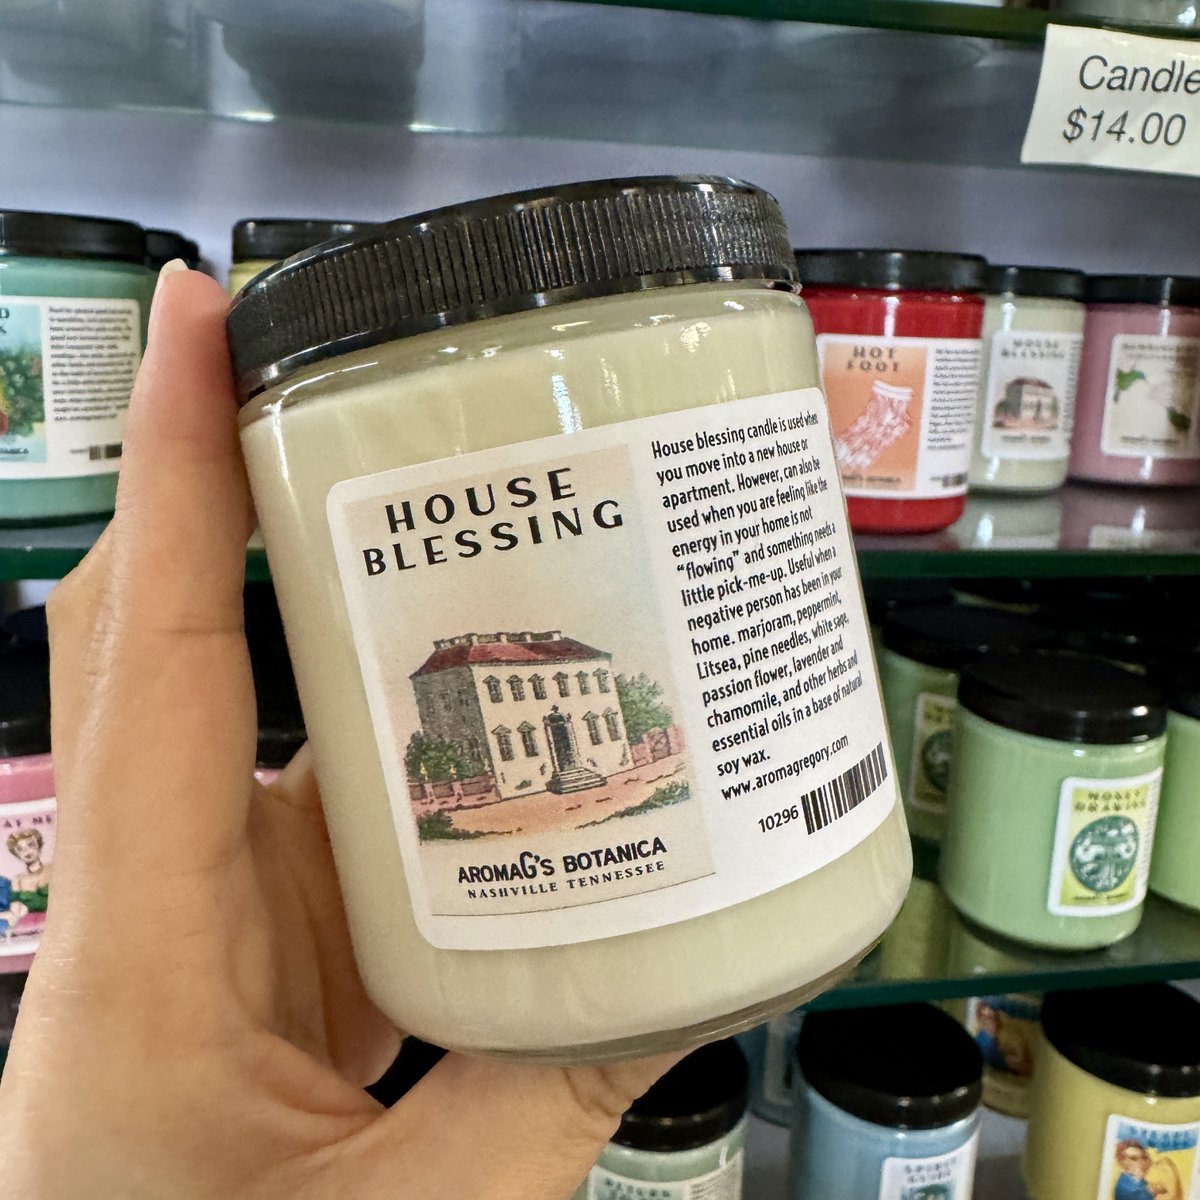 Candle
$14.00
HOUSE
BLESSING
House blessing candle is used when
you move into a new house or
apartment. However, can also be
used when you are feeling like the
energy in your home is not
"flowing" and something needs a
little pick-me-up. Useful when a
negative person has been in your
home. marjoram, peppermint,
Litsea, pine needles, white sage,
passion flower, lavender and
chamomile, and other herbs and
essential oils in a base of natural
soy wax.
www.aromagregory.com
10296
AROMAG'S BOTANICA
NASHVILLE TENNESSEE
HOT
FOOT
HOUSE
BLESSING
MONEY